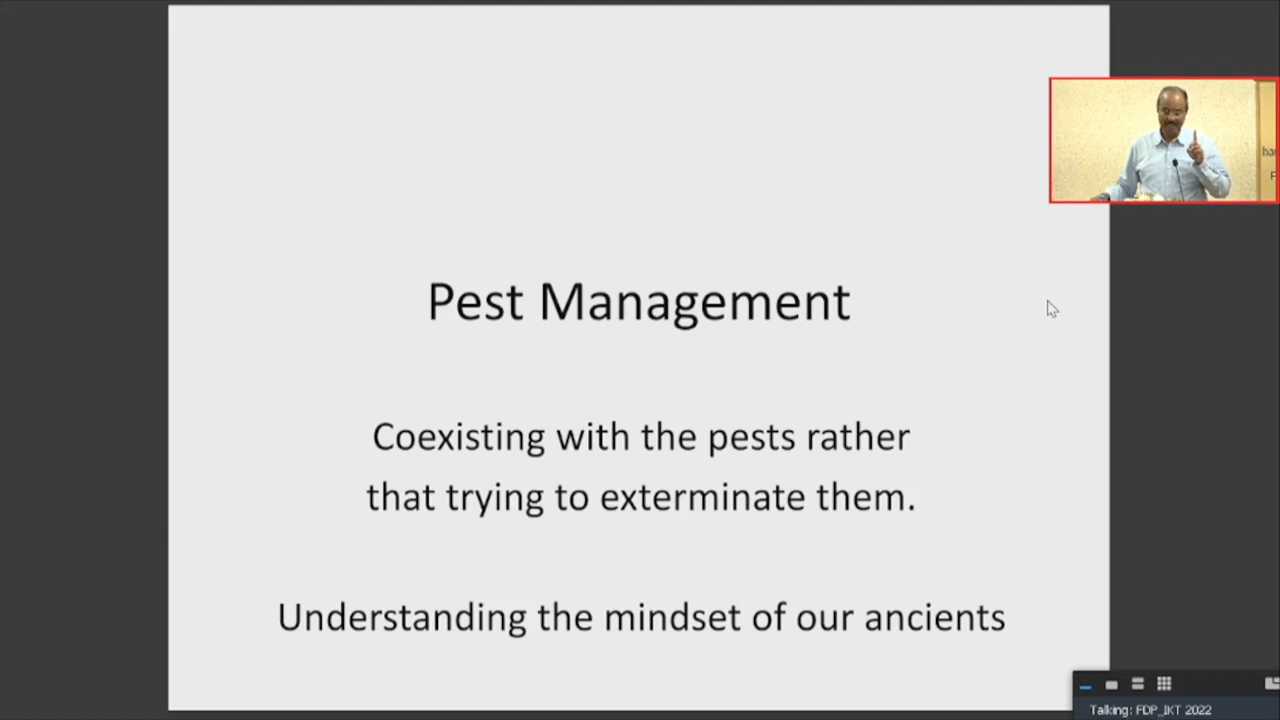 Pest Management
Coexisting with the pests rather
that trying to exterminate them.
Understanding the mindset of our ancients
Talking: FDP_IKT 2022